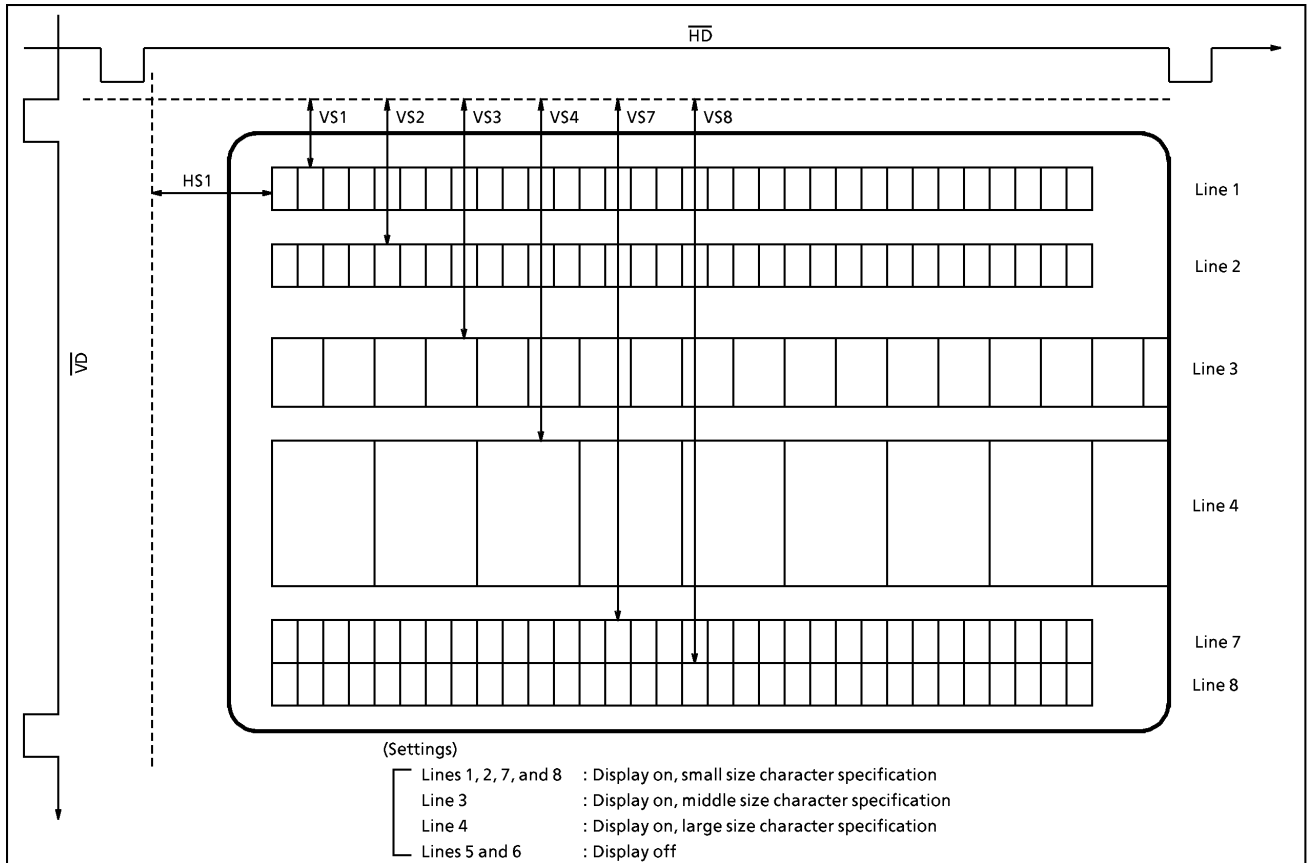 HD
VS1 VS2 VS3 VS4 VS7 VS8
HS1
Line 1
Line 2
VD
Line 3
Line 4
Line 7
Line 8
(Settings)
Lines 1, 2, 7, and 8 : Display on, small size character specification
Line 3 : Display on, middle size character specification
Line 4 : Display on, large size character specification
Lines 5 and 6 : Display off